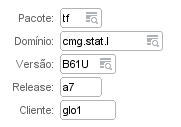 Pacote: tf
Domínio: cmg.stat.l
Versão: B61U
Release: a7
Cliente: glo1